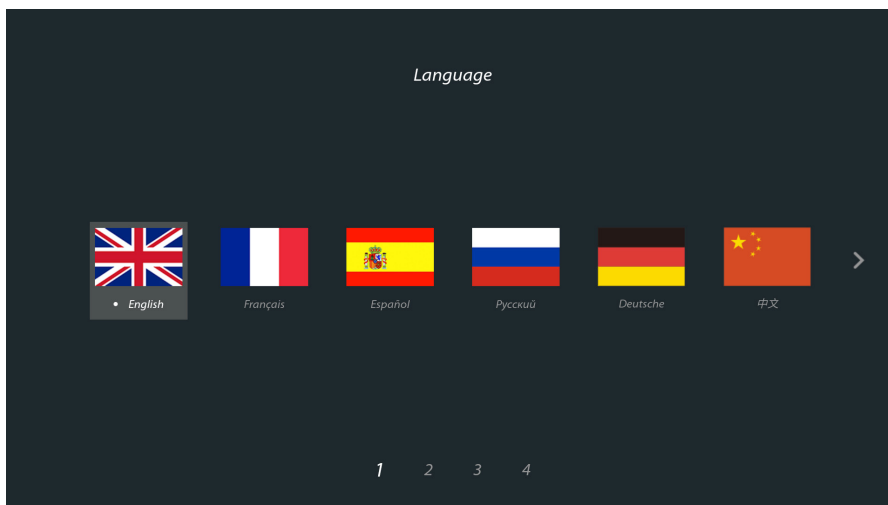 Language
• English Français Español Русский Deutsche 中文
1 2 3 4